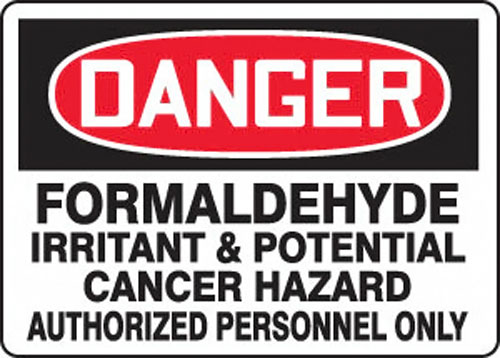 DANGER
FORMALDEHYDE
IRRITANT & POTENTIAL
CANCER HAZARD
AUTHORIZED PERSONNEL ONLY